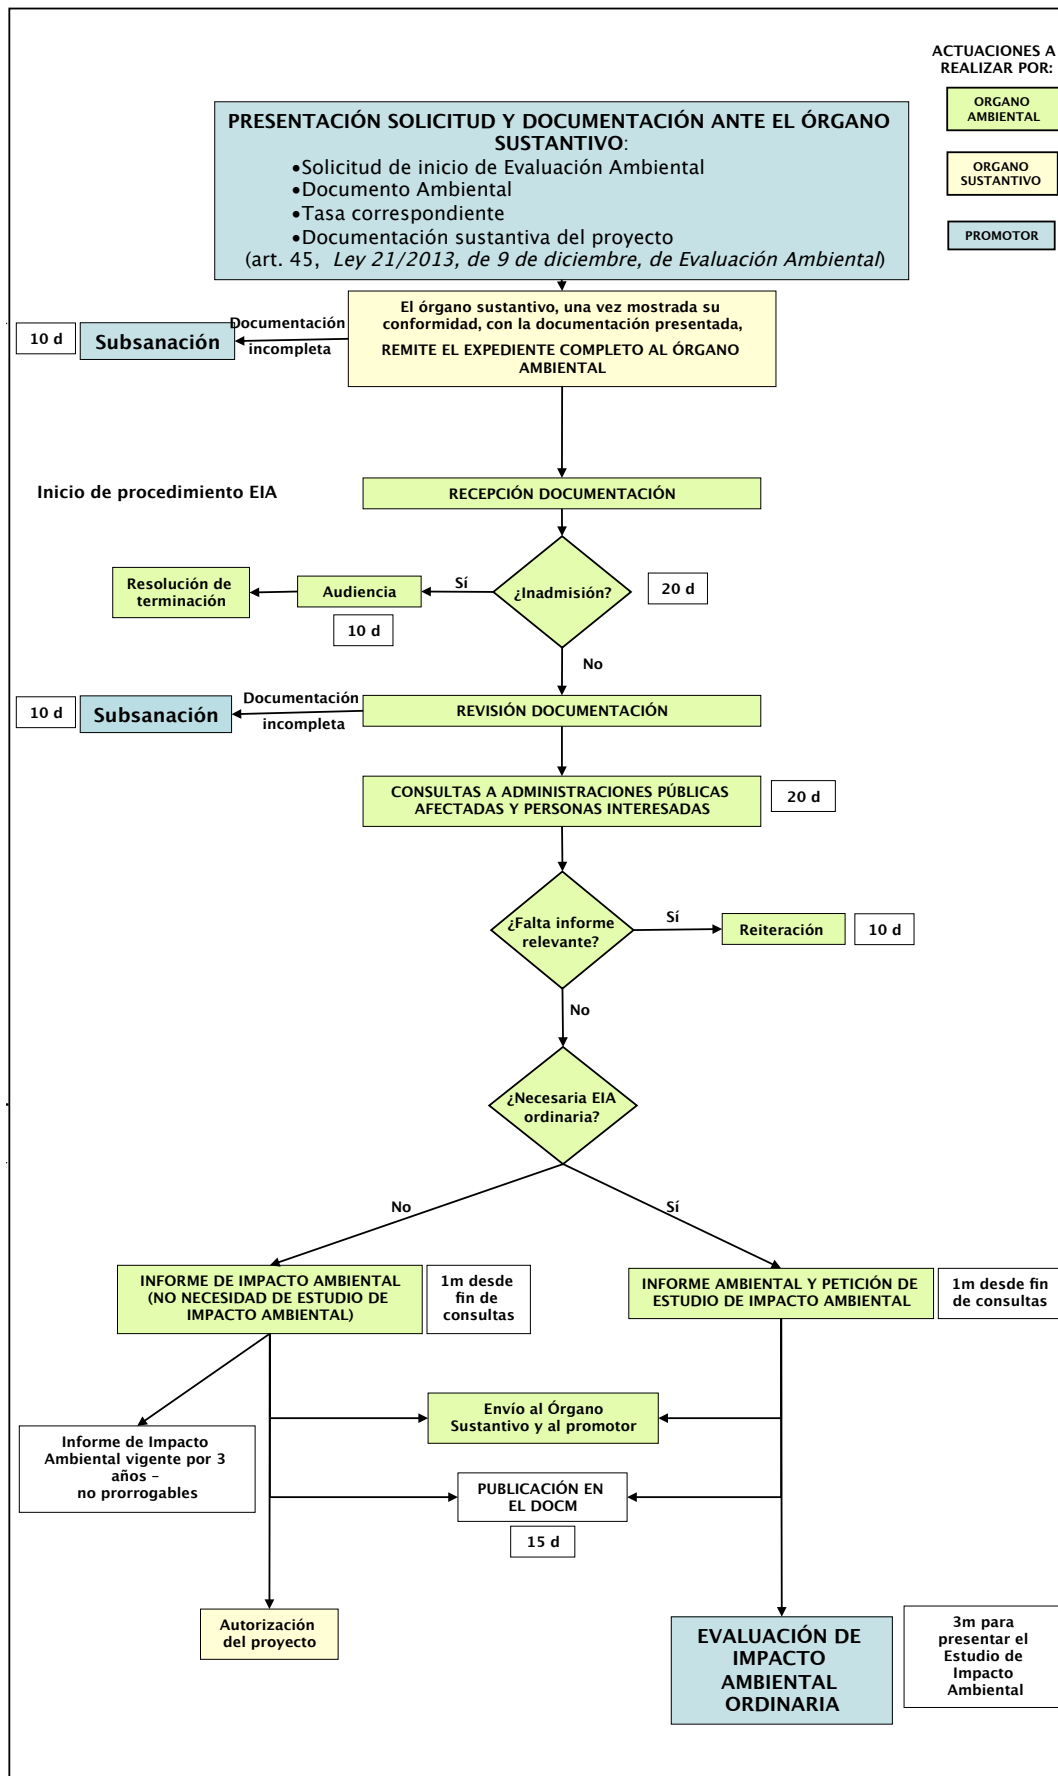 ACTUACIONES A
REALIZAR POR:
ORGANO
AMBIENTAL
ORGANO
SUSTANTIVO
PROMOTOR
PRESENTACIÓN SOLICITUD Y DOCUMENTACIÓN ANTE EL ÓRGANO
SUSTANTIVO:
•Solicitud de inicio de Evaluación Ambiental
•Documento Ambiental
•Tasa correspondiente
•Documentación sustantiva del proyecto
(art. 45, Ley 21/2013, de 9 de diciembre, de Evaluación Ambiental)
El órgano sustantivo, una vez mostrada su
conformidad, con la documentación presentada,
REMITE EL EXPEDIENTE COMPLETO AL ÓRGANO
AMBIENTAL
Documentación
incompleta
Subsanación
10 d
Inicio de procedimiento EIA
RECEPCIÓN DOCUMENTACIÓN
¿Inadmisión?
20 d
Sí
Audiencia
10 d
Resolución de
terminación
No
REVISIÓN DOCUMENTACIÓN
Documentación
incompleta
Subsanación
10 d
CONSULTAS A ADMINISTRACIONES PÚBLICAS
AFECTADAS Y PERSONAS INTERESADAS
20 d
¿Falta informe
relevante?
Sí
Reiteración
10 d
No
¿Necesaria EIA
ordinaria?
No
Sí
INFORME DE IMPACTO AMBIENTAL
(NO NECESIDAD DE ESTUDIO DE
IMPACTO AMBIENTAL)
1m desde
fin de
consultas
INFORME AMBIENTAL Y PETICIÓN DE
ESTUDIO DE IMPACTO AMBIENTAL
1m desde fin
de consultas
Envío al Órgano
Sustantivo y al promotor
Informe de Impacto
Ambiental vigente por 3
años –
no prorrogables
PUBLICACIÓN EN
EL DOCM
15 d
Autorización
del proyecto
EVALUACIÓN DE
IMPACTO
AMBIENTAL
ORDINARIA
3m para
presentar el
Estudio de
Impacto
Ambiental